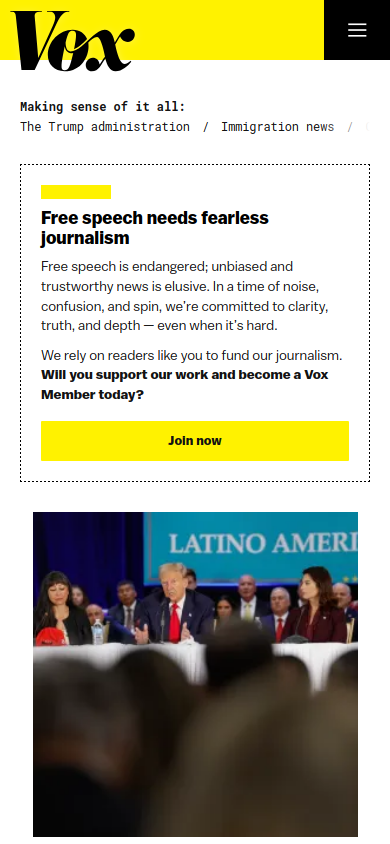 Vox
Making sense of it all:
The Trump administration / Immigration news /
Free speech needs fearless
journalism
Free speech is endangered; unbiased and
trustworthy news is elusive. In a time of noise,
confusion, and spin, we're committed to clarity,
truth, and depth — even when it's hard.
We rely on readers like you to fund our journalism.
Will you support our work and become a Vox
Member today?
Join now
LATINO AMERI